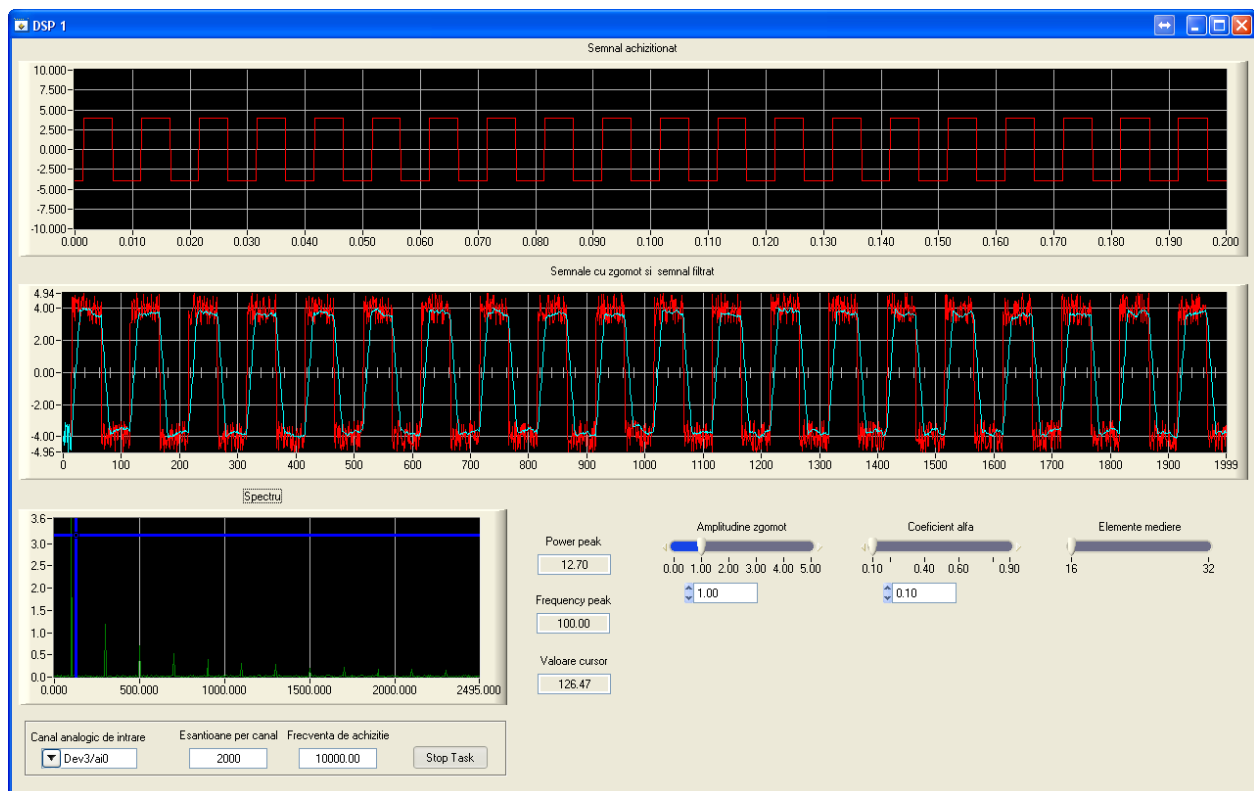 DSP 1
Semnal achizitionat
10.000
7.500
5.000
2.500
0.000
-2.500
-5.000
-7.500
-10.000
0.000 0.010 0.020 0.030 0.040 0.050 0.060 0.070 0.080 0.090 0.100 0.110 0.120 0.130 0.140 0.150 0.160 0.170 0.180 0.190 0.200
Semnale cu zgomot si semnal filtrat
4.94
4.00
2.00
0.00
-2.00
-4.00
-4.96
0 100 200 300 400 500 600 700 800 900 1000 1100 1200 1300 1400 1500 1600 1700 1800 1900 1999
Spectru
3.6
3.0
2.5
2.0
1.5
1.0
0.5
0.0
0.000 500.000 1000.000 1500.000 2000.000 2495.000
Power peak
12.70
Frequency peak
100.00
Valoare cursor
126.47
Amplitudine zgomot
0.00 1.00 2.00 3.00 4.00 5.00
1.00
Coeficient alfa
0.10 0.40 0.60 0.90
0.10
Elemente mediere
16 32
Canal analogic de intrare
Dev3/ai0
Esantioane per canal
2000
Frecventa de achizitie
10000.00
Stop Task